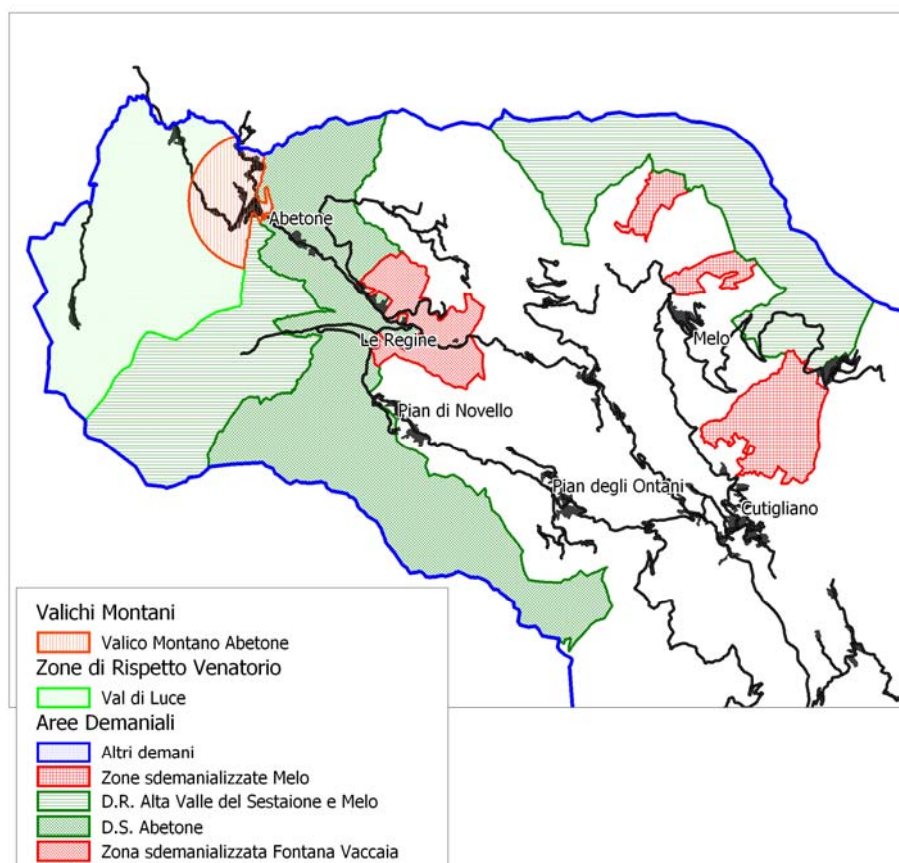 Abetone
Le Regine
Melo
Pian di Novello
Pian degli Ontani
Cutigliano
Valichi Montani
Valico Montano Abetone
Zone di Rispetto Venatorio
Val di Luce
Aree Demaniali
Altri demani
Zone sdemanializzate Melo
D.R. Alta Valle del Sestaione e Melo
D.S. Abetone
Zona sdemanializzata Fontana Vaccaia